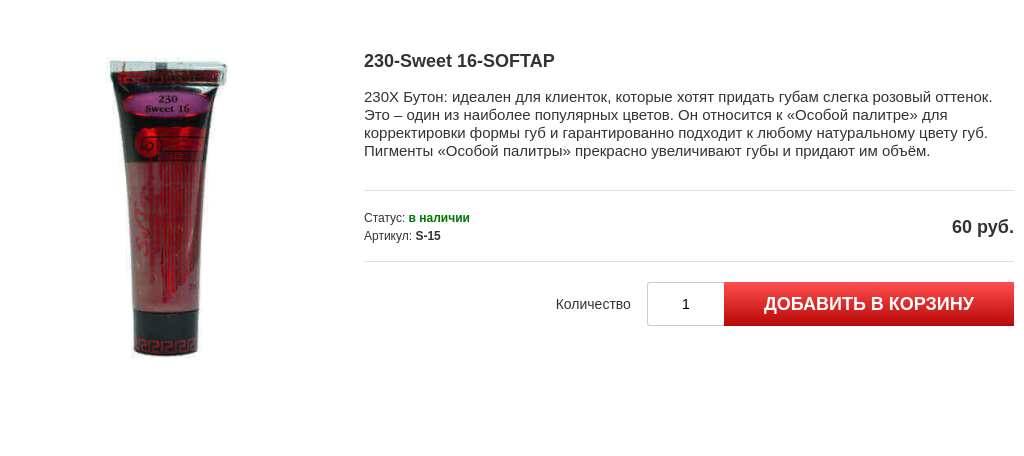 230-Sweet 16-SOFTAP
230
Sweet 16
230X Бутон: идеален для клиенток, которые хотят придать губам слегка розовый оттенок.
Это – один из наиболее популярных цветов. Он относится к «Особой палитре» для
корректировки формы губ и гарантированно подходит к любому натуральному цвету губ.
Пигменты «Особой палитры» прекрасно увеличивают губы и придают им объём.
Статус: в наличии
Артикул: S-15
60 руб.
Количество
1
ДОБАВИТЬ В КОРЗИНУ